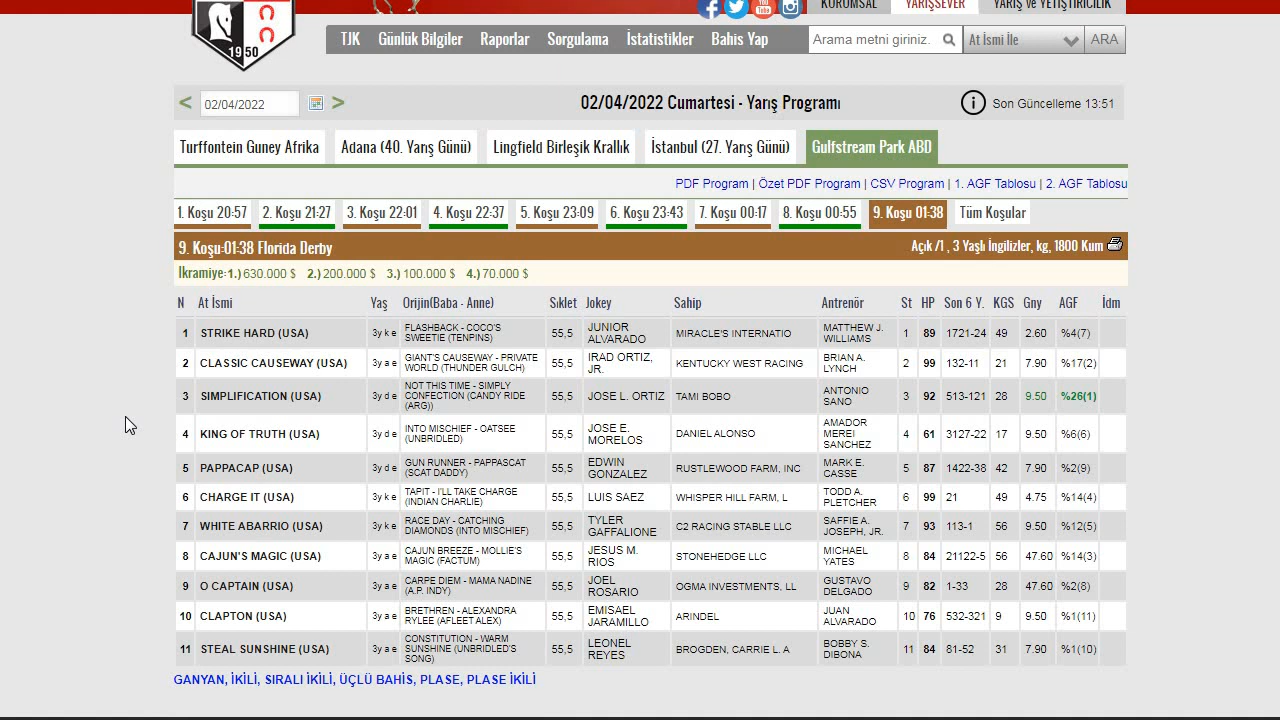 KURUMSAL YARIŞSEVER YARIŞ ve YETİŞTİRİCİLİK
1950
TJK Günlük Bilgiler Raporlar Sorgulama İstatistikler Bahis Yap Arama metni giriniz. At İsmi İle ARA
< 02/04/2022 > 02/04/2022 Cumartesi - Yarış Programı Son Güncelleme 13:51
Turffontein Guney Afrika Adana (40. Yarış Günü) Lingfield Birleşik Krallık İstanbul (27. Yarış Günü) Gulfstream Park ABD
PDF Program | Özet PDF Program | CSV Program | 1. AGF Tablosu | 2. AGF Tablosu
1. Koşu 20:57 2. Koşu 21:27 3. Koşu 22:01 4. Koşu 22:37 5. Koşu 23:09 6. Koşu 23:43 7. Koşu 00:17 8. Koşu 00:55 9. Koşu 01:38 Tüm Koşular
9. Koşu:01:38 Florida Derby Açık /1 , 3 Yaşlı İngilizler, kg, 1800 Kum
İkramiye: 1.) 630.000 $ 2.) 200.000 $ 3.) 100.000 $ 4.) 70.000 $
N At İsmi Yaş Orijin(Baba - Anne) Sıklet Jokey Sahip Antrenör St HP Son 6 Y. KGS Gny AGF İdm
1 STRIKE HARD (USA) 3y k e FLASHBACK - COCO'S SWEETIE (TENPINS) 55,5 JUNIOR ALVARADO MIRACLE'S INTERNATIO MATTHEW J. WILLIAMS 1 89 1721-24 49 2.60 %4(7)
2 CLASSIC CAUSEWAY (USA) 3y a e GIANT'S CAUSEWAY - PRIVATE WORLD (THUNDER GULCH) 55,5 IRAD ORTIZ, JR. KENTUCKY WEST RACING BRIAN A. LYNCH 2 99 132-11 21 7.90 %17(2)
3 SIMPLIFICATION (USA) 3y d e NOT THIS TIME - SIMPLY CONFECTION (CANDY RIDE (ARG)) 55,5 JOSE L. ORTIZ TAMI BOBO ANTONIO SANO 3 92 513-121 28 9.50 %26(1)
4 KING OF TRUTH (USA) 3y d e INTO MISCHIEF - OATSEE (UNBRIDLED) 55,5 JOSE E. MORELOS DANIEL ALONSO AMADOR MEREI SANCHEZ 4 61 3127-22 17 9.50 %6(6)
5 PAPPACAP (USA) 3y d e GUN RUNNER - PAPPASCAT (SCAT DADDY) 55,5 EDWIN GONZALEZ RUSTLEWOOD FARM, INC MARK E. CASSE 5 87 1422-38 42 7.90 %2(9)
6 CHARGE IT (USA) 3y k e TAPIT - I'LL TAKE CHARGE (INDIAN CHARLIE) 55,5 LUIS SAEZ WHISPER HILL FARM, L TODD A. PLETCHER 6 99 21 49 4.75 %14(4)
7 WHITE ABARRIO (USA) 3y k e RACE DAY - CATCHING DIAMONDS (INTO MISCHIEF) 55,5 TYLER GAFFALIONE C2 RACING STABLE LLC SAFFIE A. JOSEPH, JR. 7 93 113-1 56 9.50 %12(5)
8 CAJUN'S MAGIC (USA) 3y a e CAJUN BREEZE - MOLLIE'S MAGIC (FACTUM) 55,5 JESUS M. RIOS STONEHEDGE LLC MICHAEL YATES 8 84 21122-5 56 47.60 %14(3)
9 O CAPTAIN (USA) 3y a e CARPE DIEM - MAMA NADINE (A.P. INDY) 55,5 JOEL ROSARIO OGMA INVESTMENTS, LL GUSTAVO DELGADO 9 82 1-33 28 47.60 %2(8)
10 CLAPTON (USA) 3y a e BRETHREN - ALEXANDRA RYLEE (AFLEET ALEX) 55,5 EMISAEL JARAMILLO ARINDEL JUAN ALVARADO 10 76 532-321 9 9.50 %1(11)
11 STEAL SUNSHINE (USA) 3y a e CONSTITUTION - WARM SUNSHINE (UNBRIDLED'S SONG) 55,5 LEONEL REYES BROGDEN, CARRIE L. A BOBBY S. DIBONA 11 84 81-52 31 7.90 %1(10)
GANYAN, İKİLİ, SIRALI İKİLİ, ÜÇLÜ BAHİS, PLASE, PLASE İKİLİ